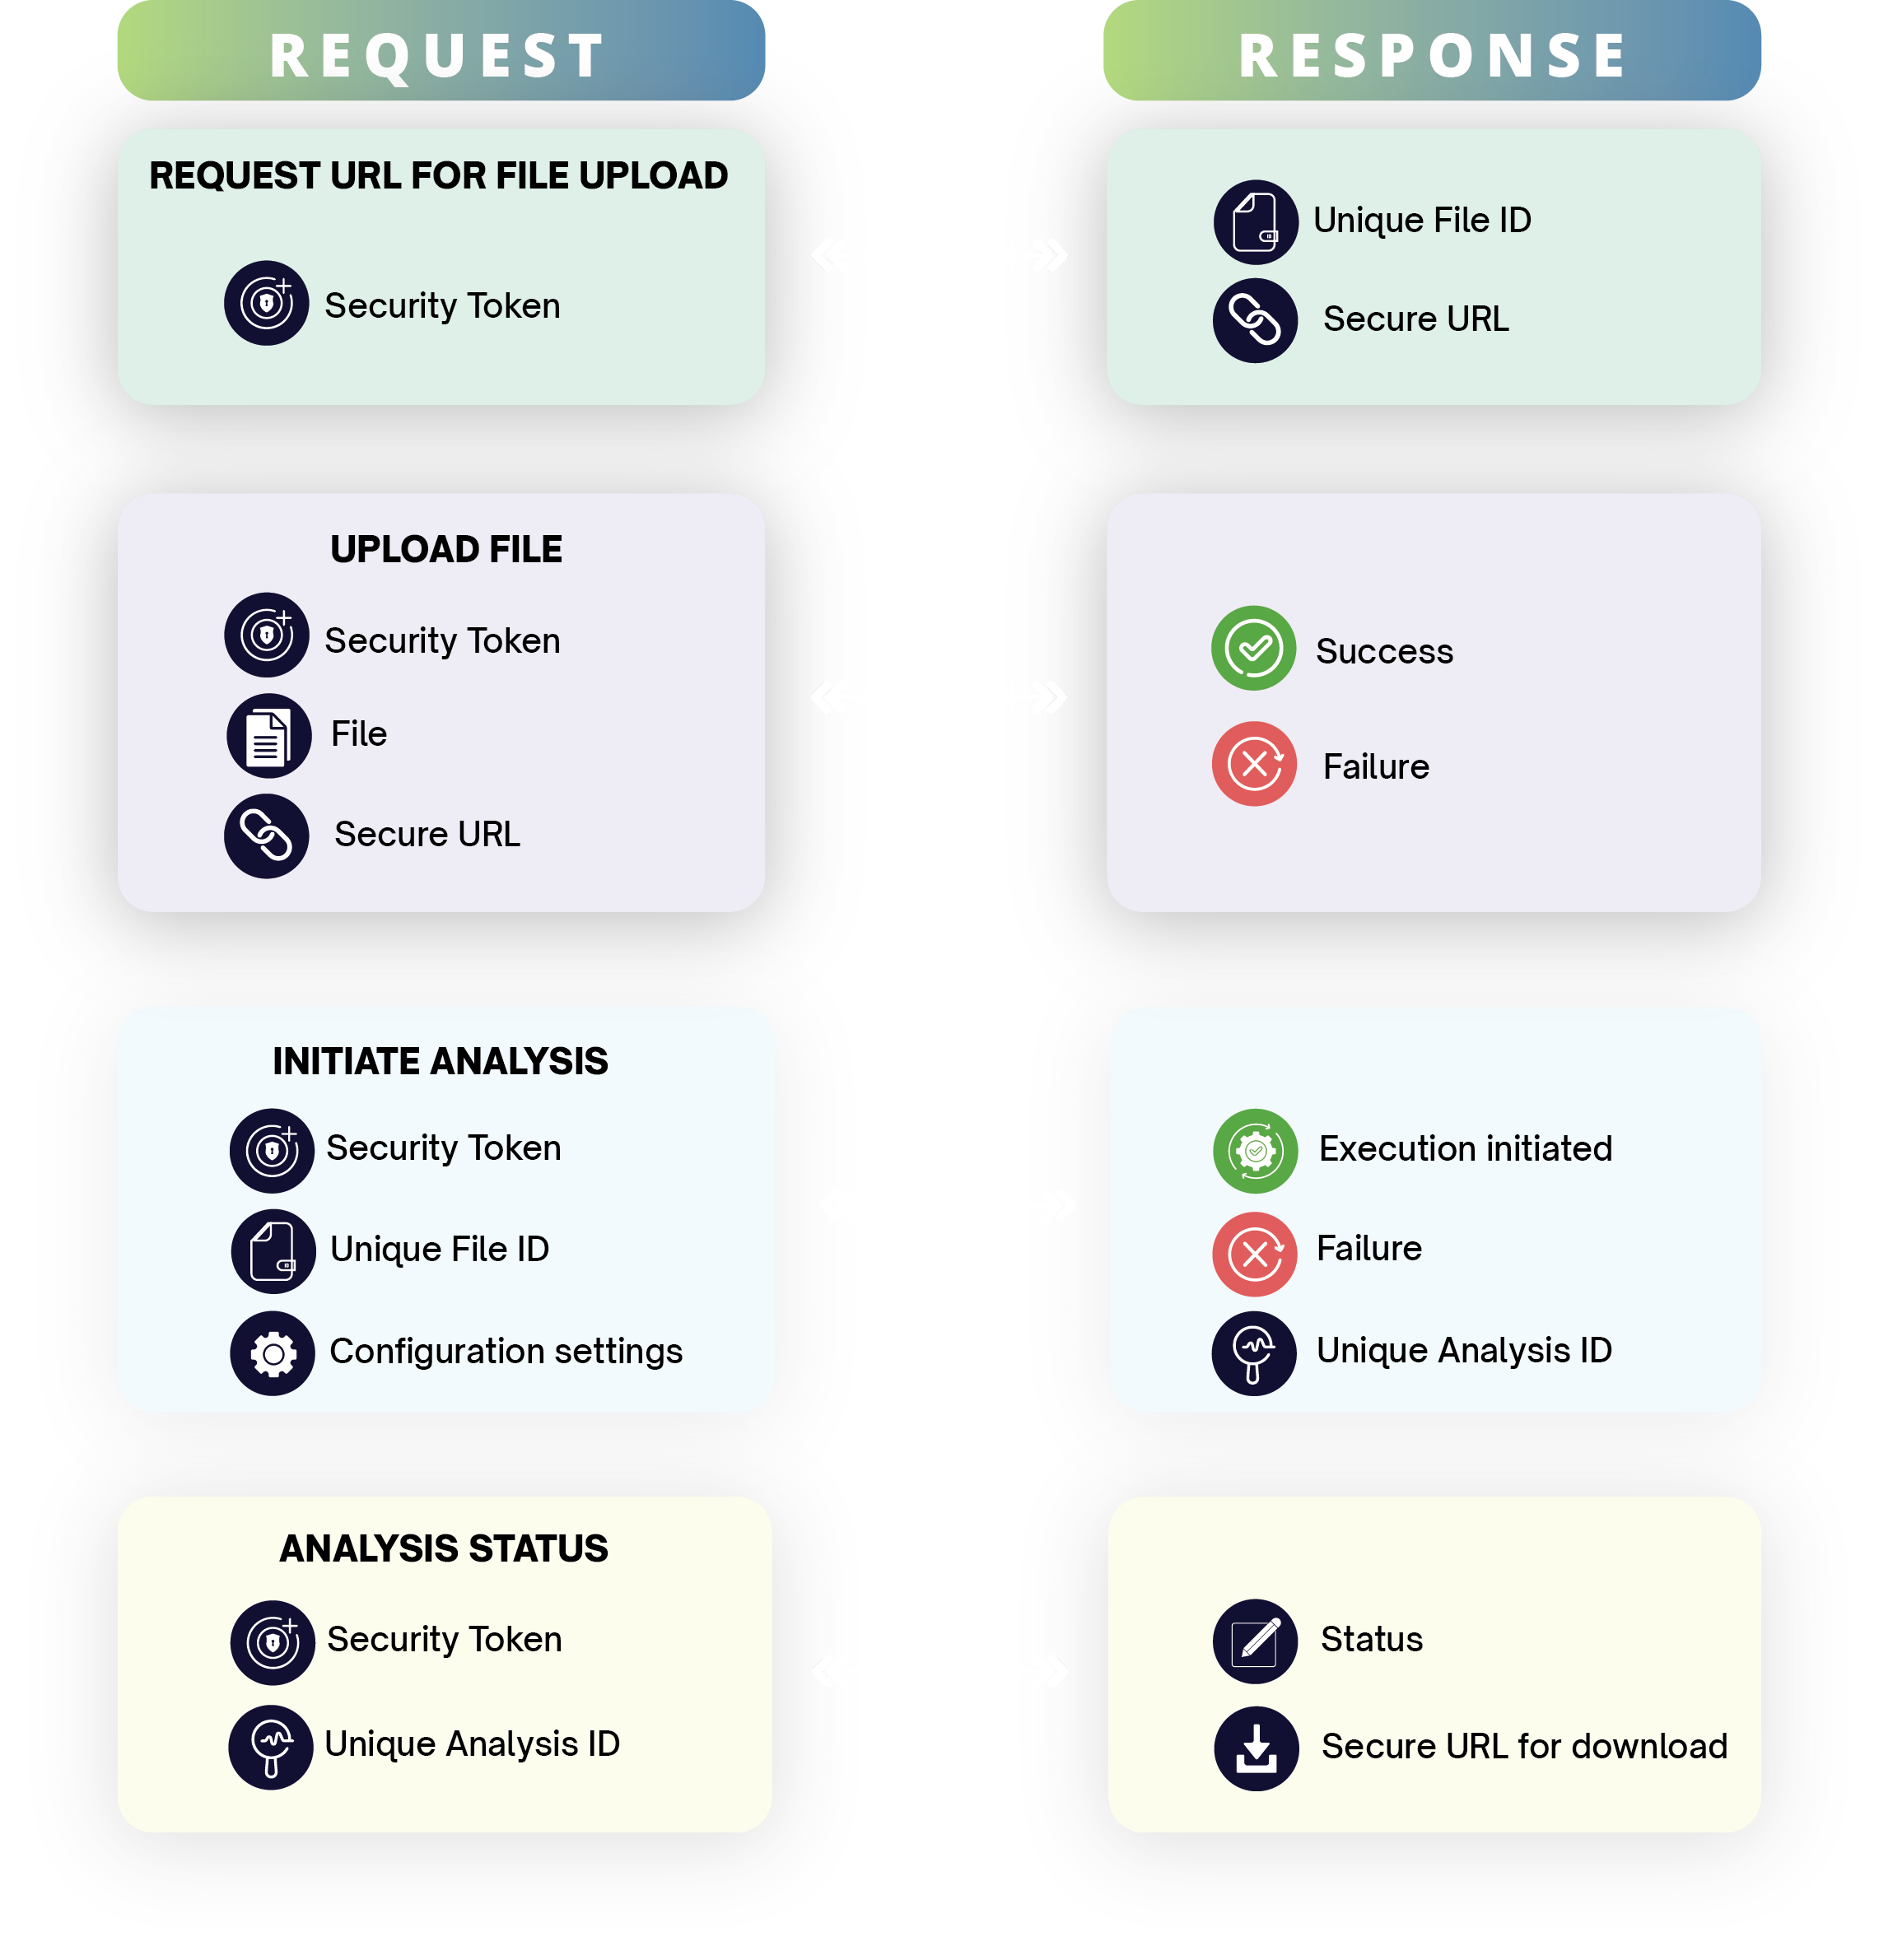 REQUEST
RESPONSE
REQUEST URL FOR FILE UPLOAD
Security Token
Unique File ID
Secure URL
UPLOAD FILE
Security Token
File
Secure URL
Success
Failure
INITIATE ANALYSIS
Security Token
Unique File ID
Configuration settings
Execution initiated
Failure
Unique Analysis ID
ANALYSIS STATUS
Security Token
Unique Analysis ID
Status
Secure URL for download